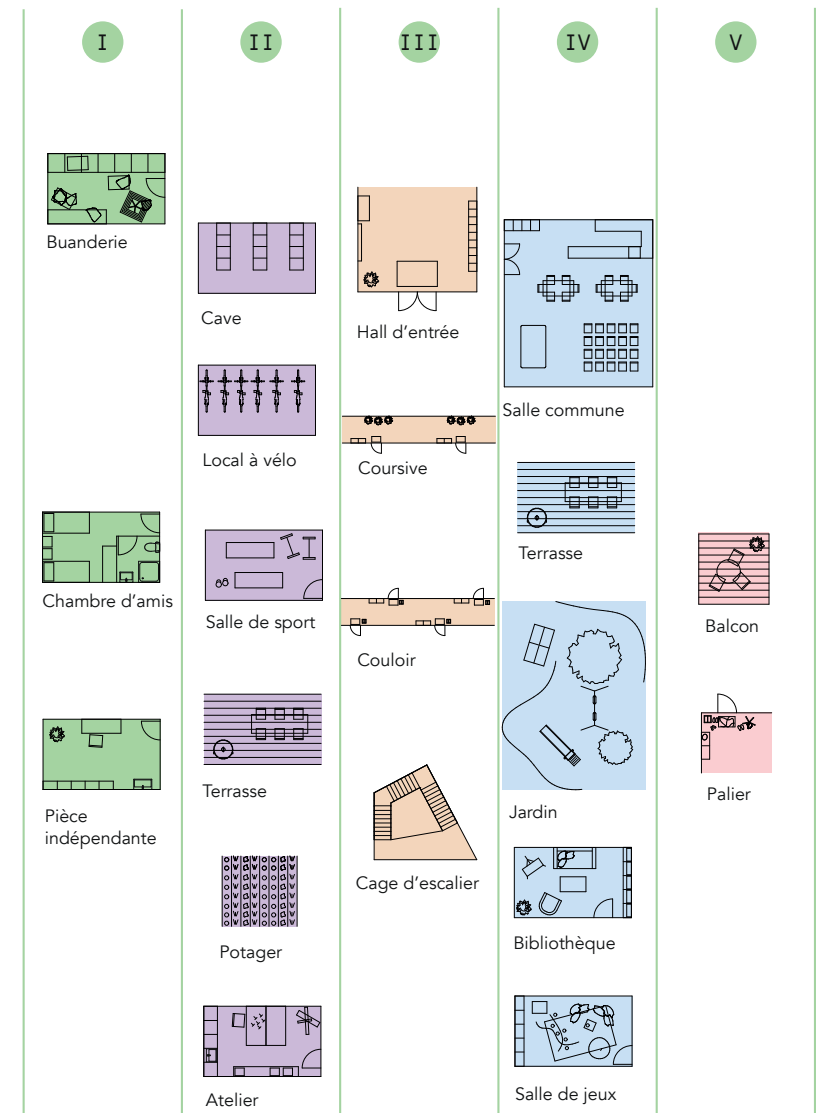 I
II
III
IV
V
Buanderie
Chambre d'amis
Pièce
indépendante
Cave
Local à vélo
Salle de sport
Terrasse
Potager
Atelier
Hall d'entrée
Coursive
Couloir
Cage d'escalier
Salle commune
Terrasse
Jardin
Bibliothèque
Salle de jeux
Balcon
Palier